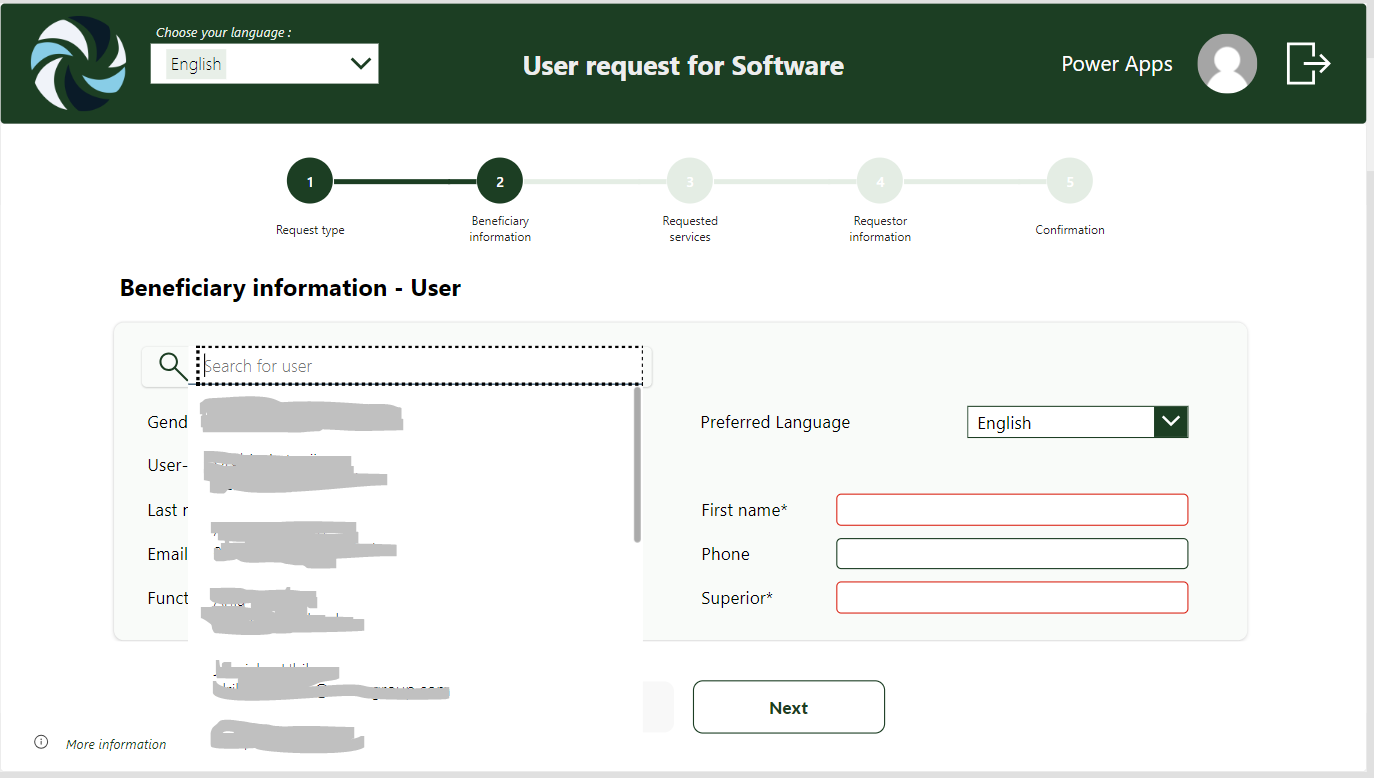 Choose your language :
English
User request for Software
Power Apps
1
2
3
4
5
Request type
Beneficiary
information
Requested
services
Requestor
information
Confirmation
Beneficiary information - User
Search for user
Gend
Preferred Language
English
User-
Last r
First name*
Email
Phone
Funct
Superior*
Next
More information